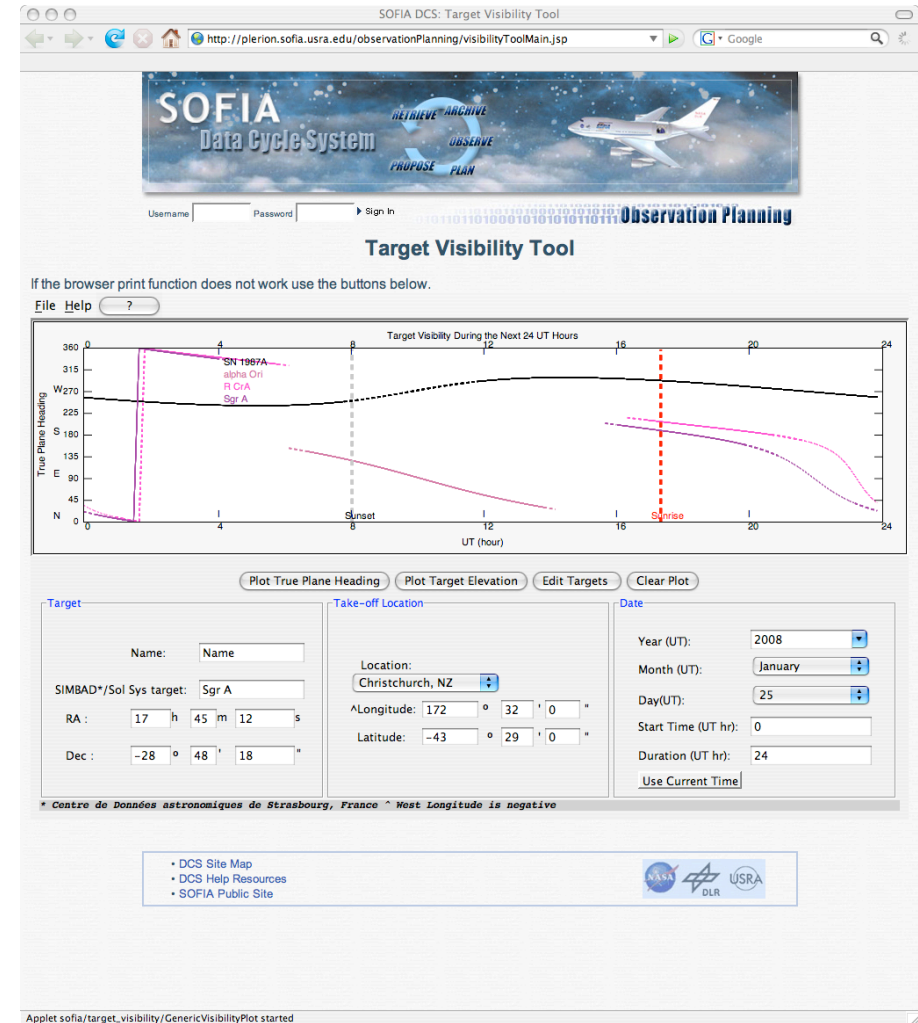 SOFIA DCS: Target Visibility Tool
http://plerion.sofia.usra.edu/observationPlanning/visibilityToolMain.jsp
G Google
SOFIA
Data Cycle System
RETRIEVE ARCHIVE
OBSERVE
PROPOSE PLAN
Username Password Sign In
Observation Planning
Target Visibility Tool
If the browser print function does not work use the buttons below.
File Help ?
Target Visibility During the Next 24 UT Hours
0 4 8 12 16 20 24
360
315
W 270
225
S 180
135
E 90
45
N 0
True Plane Heading
SN 1987A
alpha Ori
R CrA
Sgr A
Sunset
Sunrise
0 4 8 12 16 20 24
UT (hour)
Plot True Plane Heading Plot Target Elevation Edit Targets Clear Plot
Target
Name: Name
SIMBAD*/Sol Sys target: Sgr A
RA : 17 h 45 m 12 s
Dec : -28 º 48 ' 18 "
Take-off Location
Location:
Christchurch, NZ
^Longitude: 172 º 32 ' 0 "
Latitude: -43 º 29 ' 0 "
Date
Year (UT): 2008
Month (UT): January
Day(UT): 25
Start Time (UT hr): 0
Duration (UT hr): 24
Use Current Time
* Centre de Données astronomiques de Strasbourg, France ^ West Longitude is negative
• DCS Site Map
• DCS Help Resources
• SOFIA Public Site
NASA DLR USRA
Applet sofia/target_visibility/GenericVisibilityPlot started